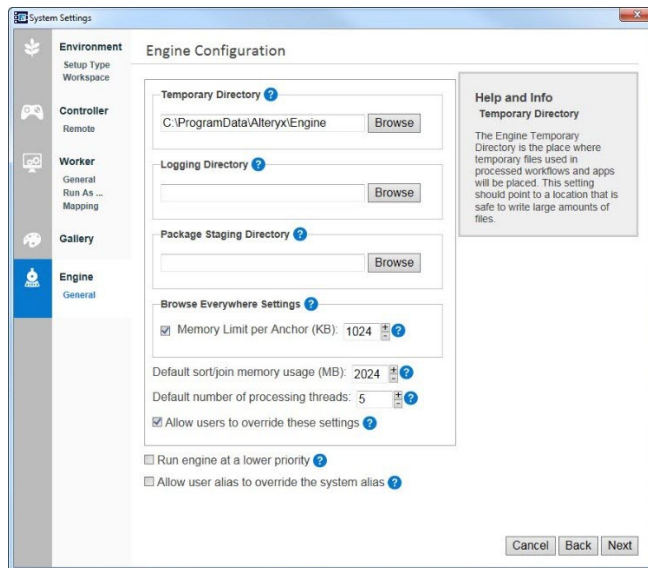 System Settings
Environment
Setup Type
Workspace
Controller
Remote
Worker
General
Run As ...
Mapping
Gallery
Engine
General
Engine Configuration
Temporary Directory ?
C:\ProgramData\Alteryx\Engine Browse
Logging Directory ?
Browse
Package Staging Directory ?
Browse
Browse Everywhere Settings ?
Memory Limit per Anchor (KB): 1024 ?
Default sort/join memory usage (MB): 2024 ?
Default number of processing threads: 5 ?
Allow users to override these settings ?
Run engine at a lower priority ?
Allow user alias to override the system alias ?
Help and Info
Temporary Directory
The Engine Temporary
Directory is the place where
temporary files used in
processed workflows and apps
will be placed. This setting
should point to a location that is
safe to write large amounts of
files.
Cancel Back Next